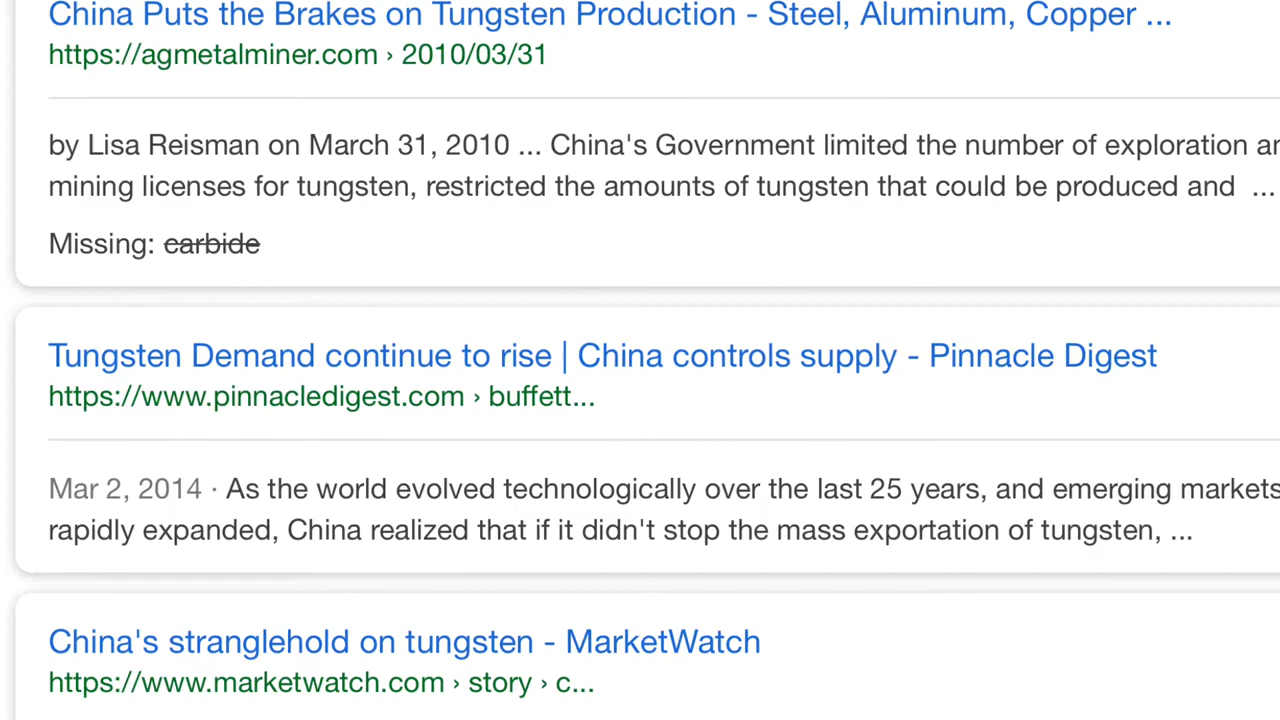 China Puts the Brakes on Tungsten Production - Steel, Aluminum, Copper ...
https://agmetalminer.com › 2010/03/31
by Lisa Reisman on March 31, 2010 ... China's Government limited the number of exploration
mining licenses for tungsten, restricted the amounts of tungsten that could be produced and ...
Missing: carbide
Tungsten Demand continue to rise | China controls supply - Pinnacle Digest
https://www.pinnacledigest.com › buffett...
Mar 2, 2014 · As the world evolved technologically over the last 25 years, and emerging markets
rapidly expanded, China realized that if it didn't stop the mass exportation of tungsten, ...
China's stranglehold on tungsten - MarketWatch
https://www.marketwatch.com › story › c...